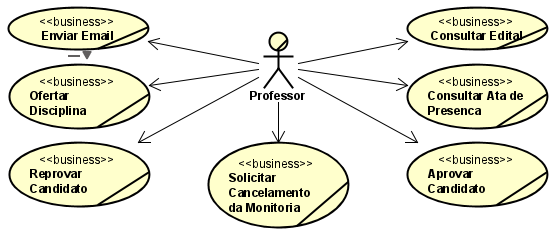 <<business>>
Enviar Email
<<business>>
Consultar Edital
<<business>>
Ofertar
Disciplina
Professor
<<business>>
Consultar Ata de
Presenca
<<business>>
Reprovar
Candidato
<<business>>
Solicitar
Cancelamento
da Monitoria
<<business>>
Aprovar
Candidato